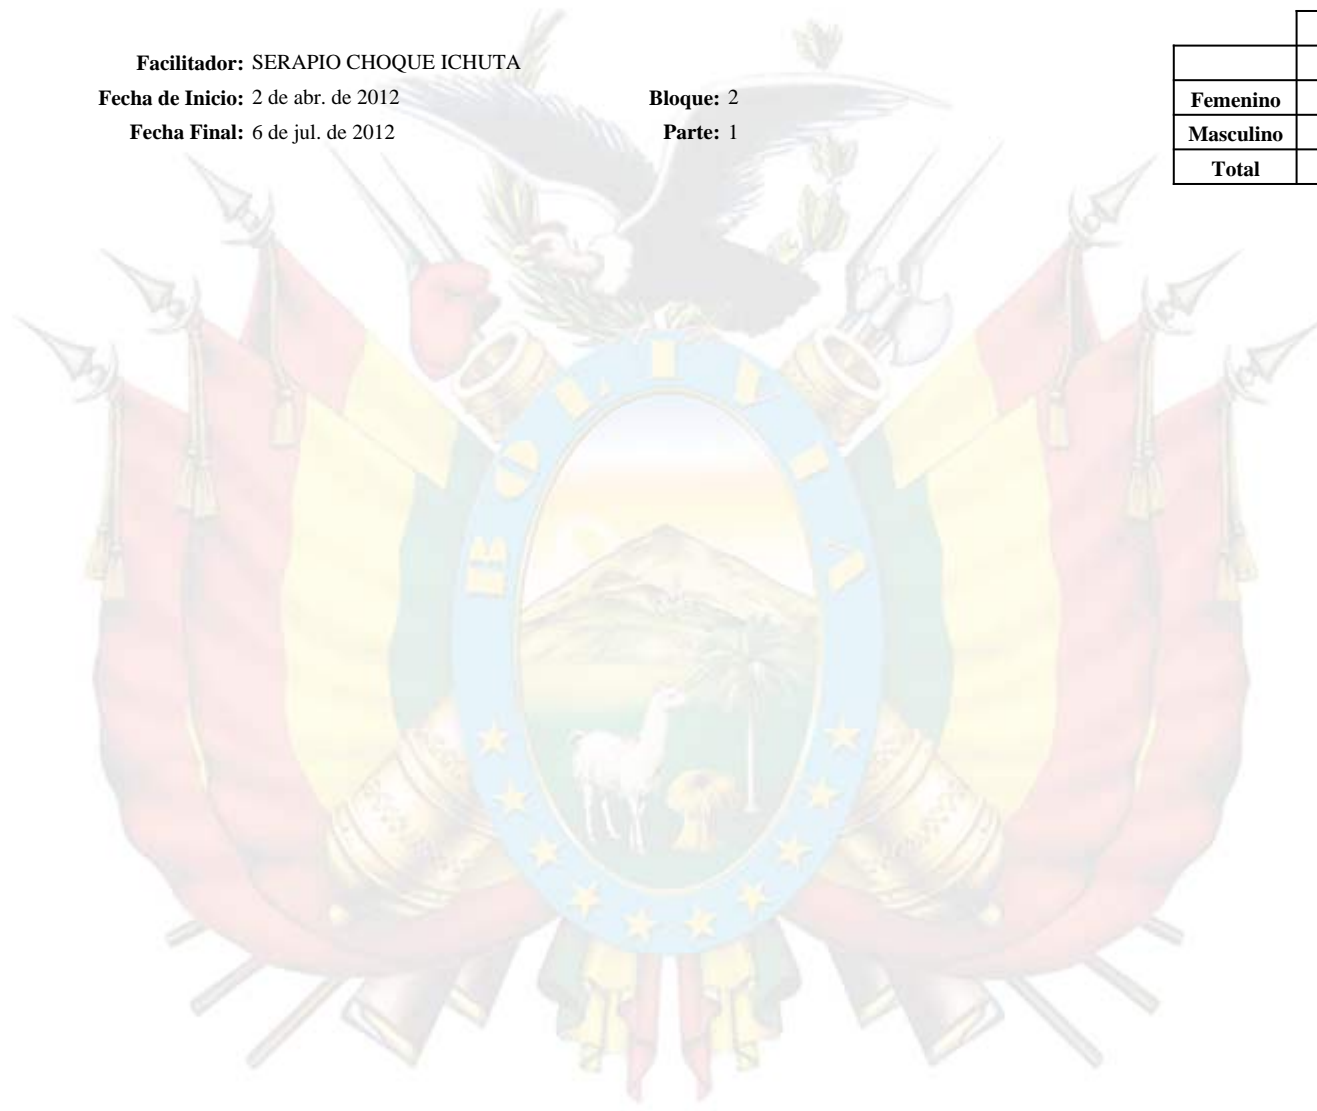 Facilitador: SERAPIO CHOQUE ICHUTA
Fecha de Inicio: 2 de abr. de 2012 Bloque: 2
Fecha Final: 6 de jul. de 2012 Parte: 1
Femenino
Masculino
Total
BOLIVIA